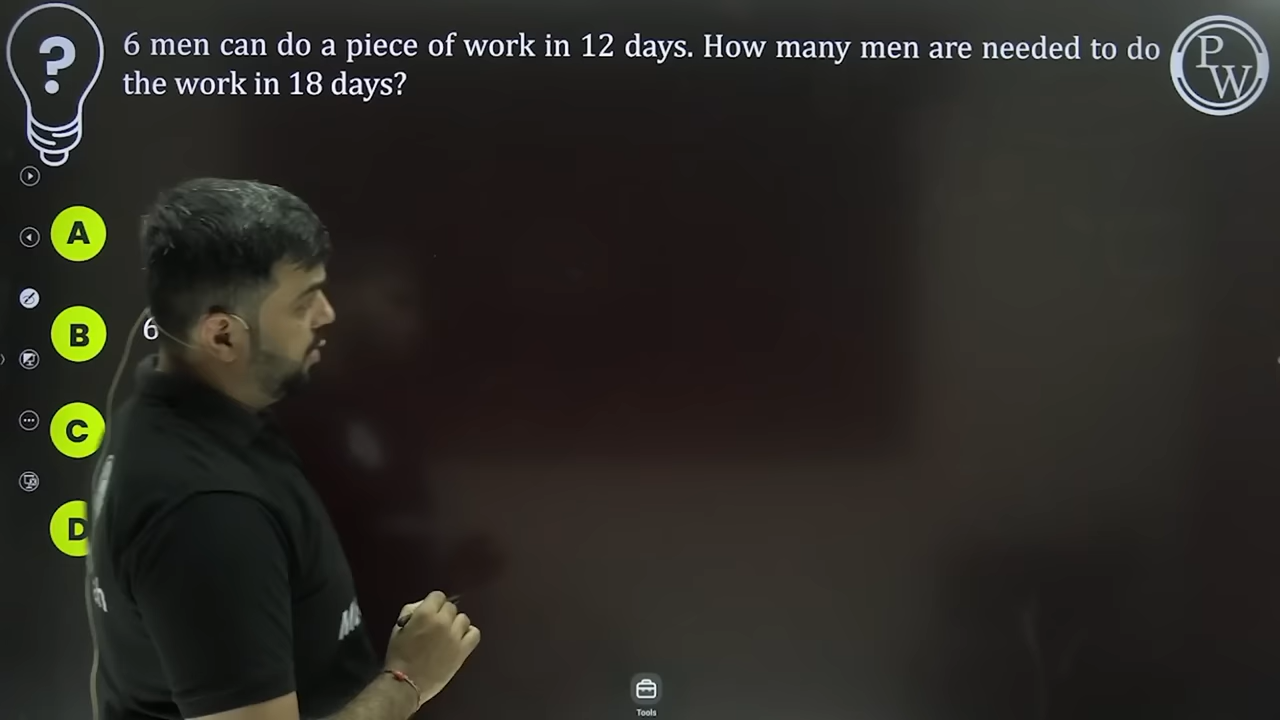 6 men can do a piece of work in 12 days. How many men are needed to do
the work in 18 days?
?
P
W
A
B 6
C
D
Tools